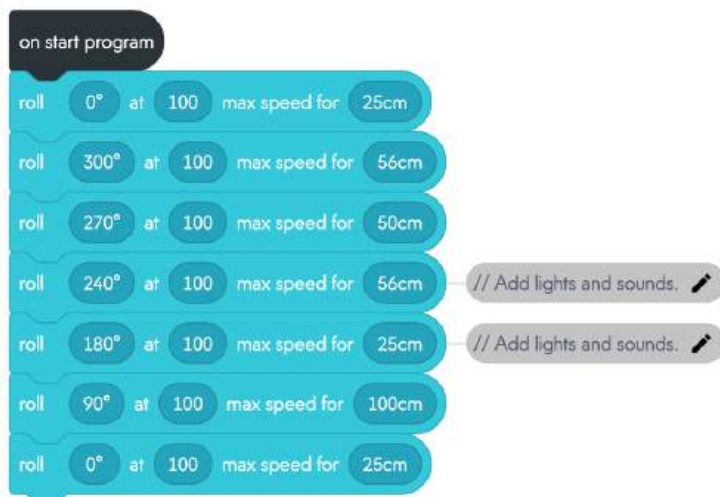 on start program
roll 0° at 100 max speed for 25cm
roll 300° at 100 max speed for 56cm
roll 270° at 100 max speed for 50cm
roll 240° at 100 max speed for 56cm // Add lights and sounds.
roll 180° at 100 max speed for 25cm // Add lights and sounds.
roll 90° at 100 max speed for 100cm
roll 0° at 100 max speed for 25cm